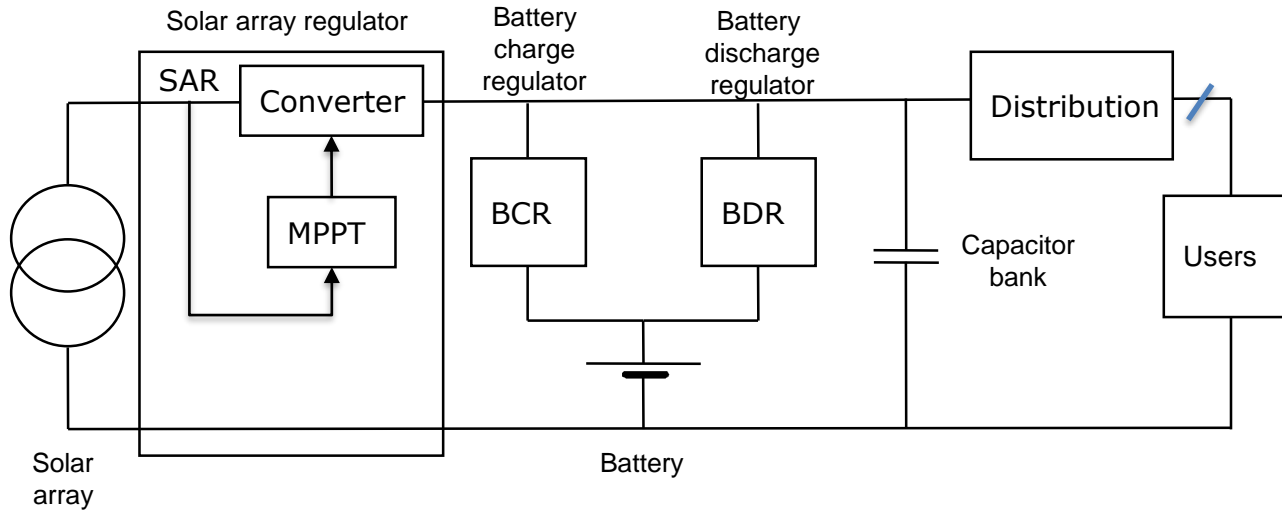 Solar array regulator
Battery
charge
regulator
Battery
discharge
regulator
SAR
Converter
Distribution
MPPT
BCR
BDR
Capacitor
bank
Users
Solar
array
Battery